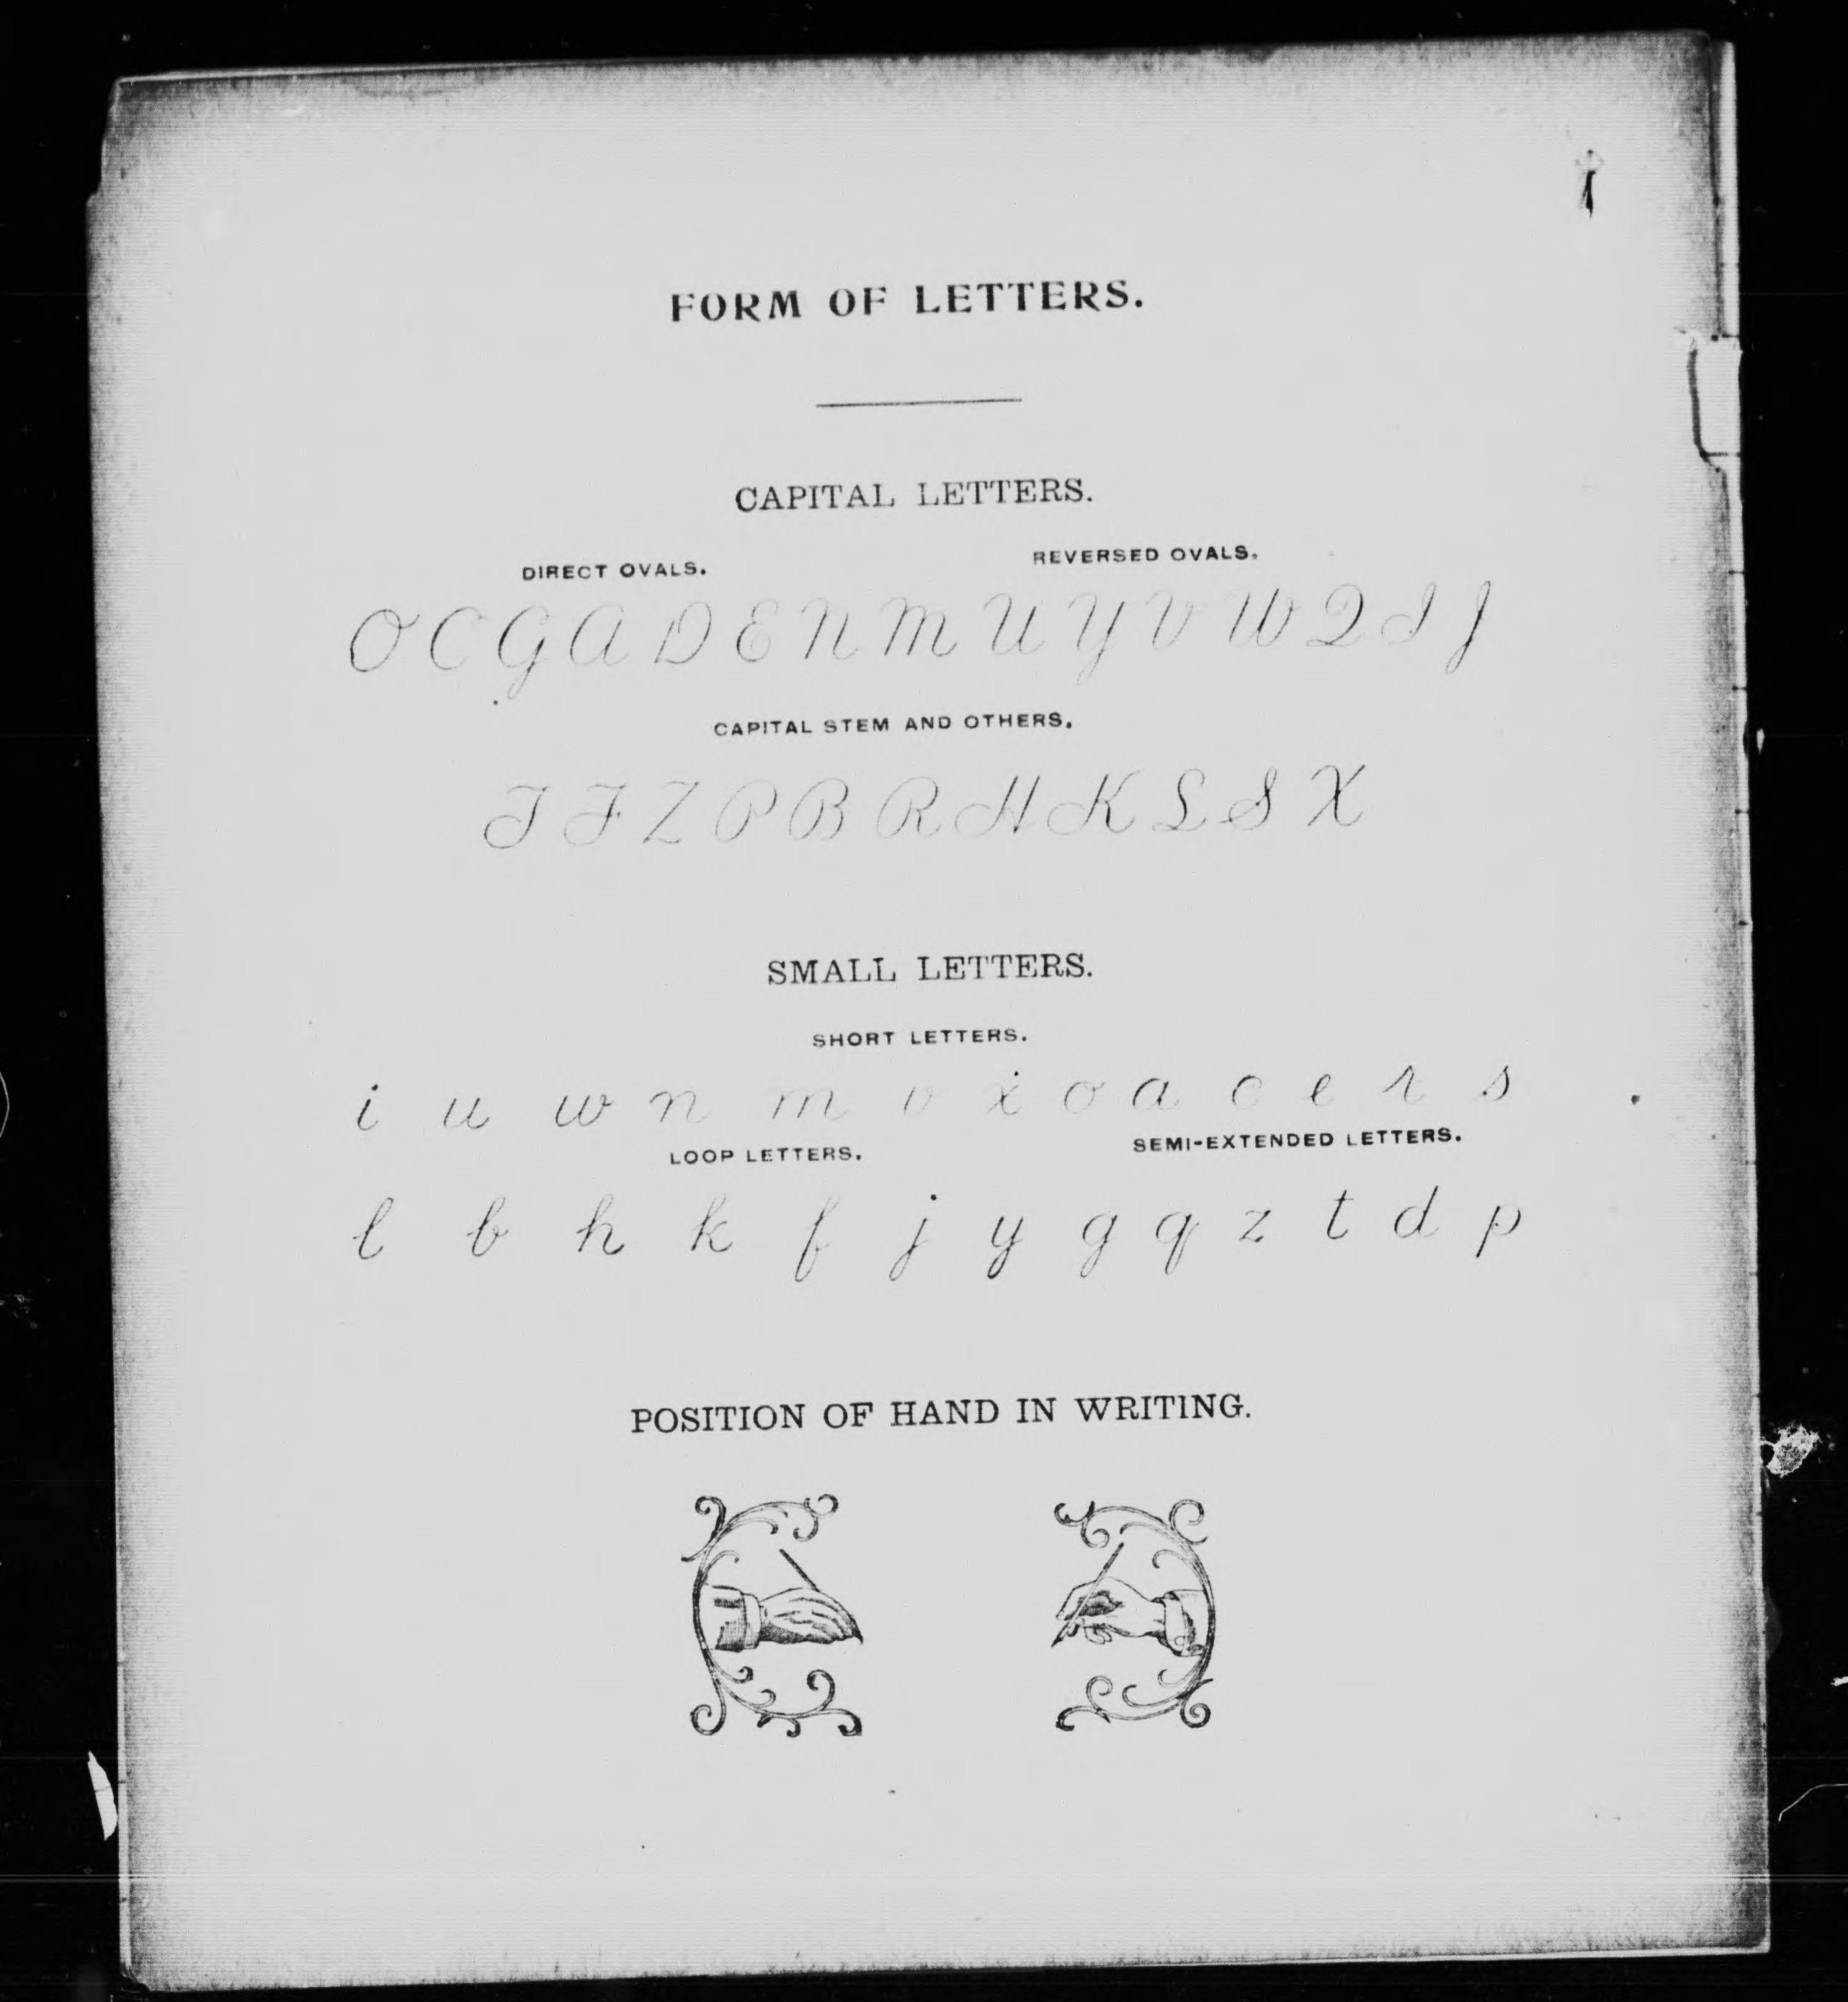 FORM OF LETTERS.
CAPITAL LETTERS.
DIRECT OVALS. REVERSED OVALS.
O C G A D E N M U Y V W Q I J
CAPITAL STEM AND OTHERS.
T F Z P B R H K L S X
SMALL LETTERS.
SHORT LETTERS.
i u w n m v x o a c e r s
LOOP LETTERS. SEMI-EXTENDED LETTERS.
l b h k f j y g q z t d p
POSITION OF HAND IN WRITING.